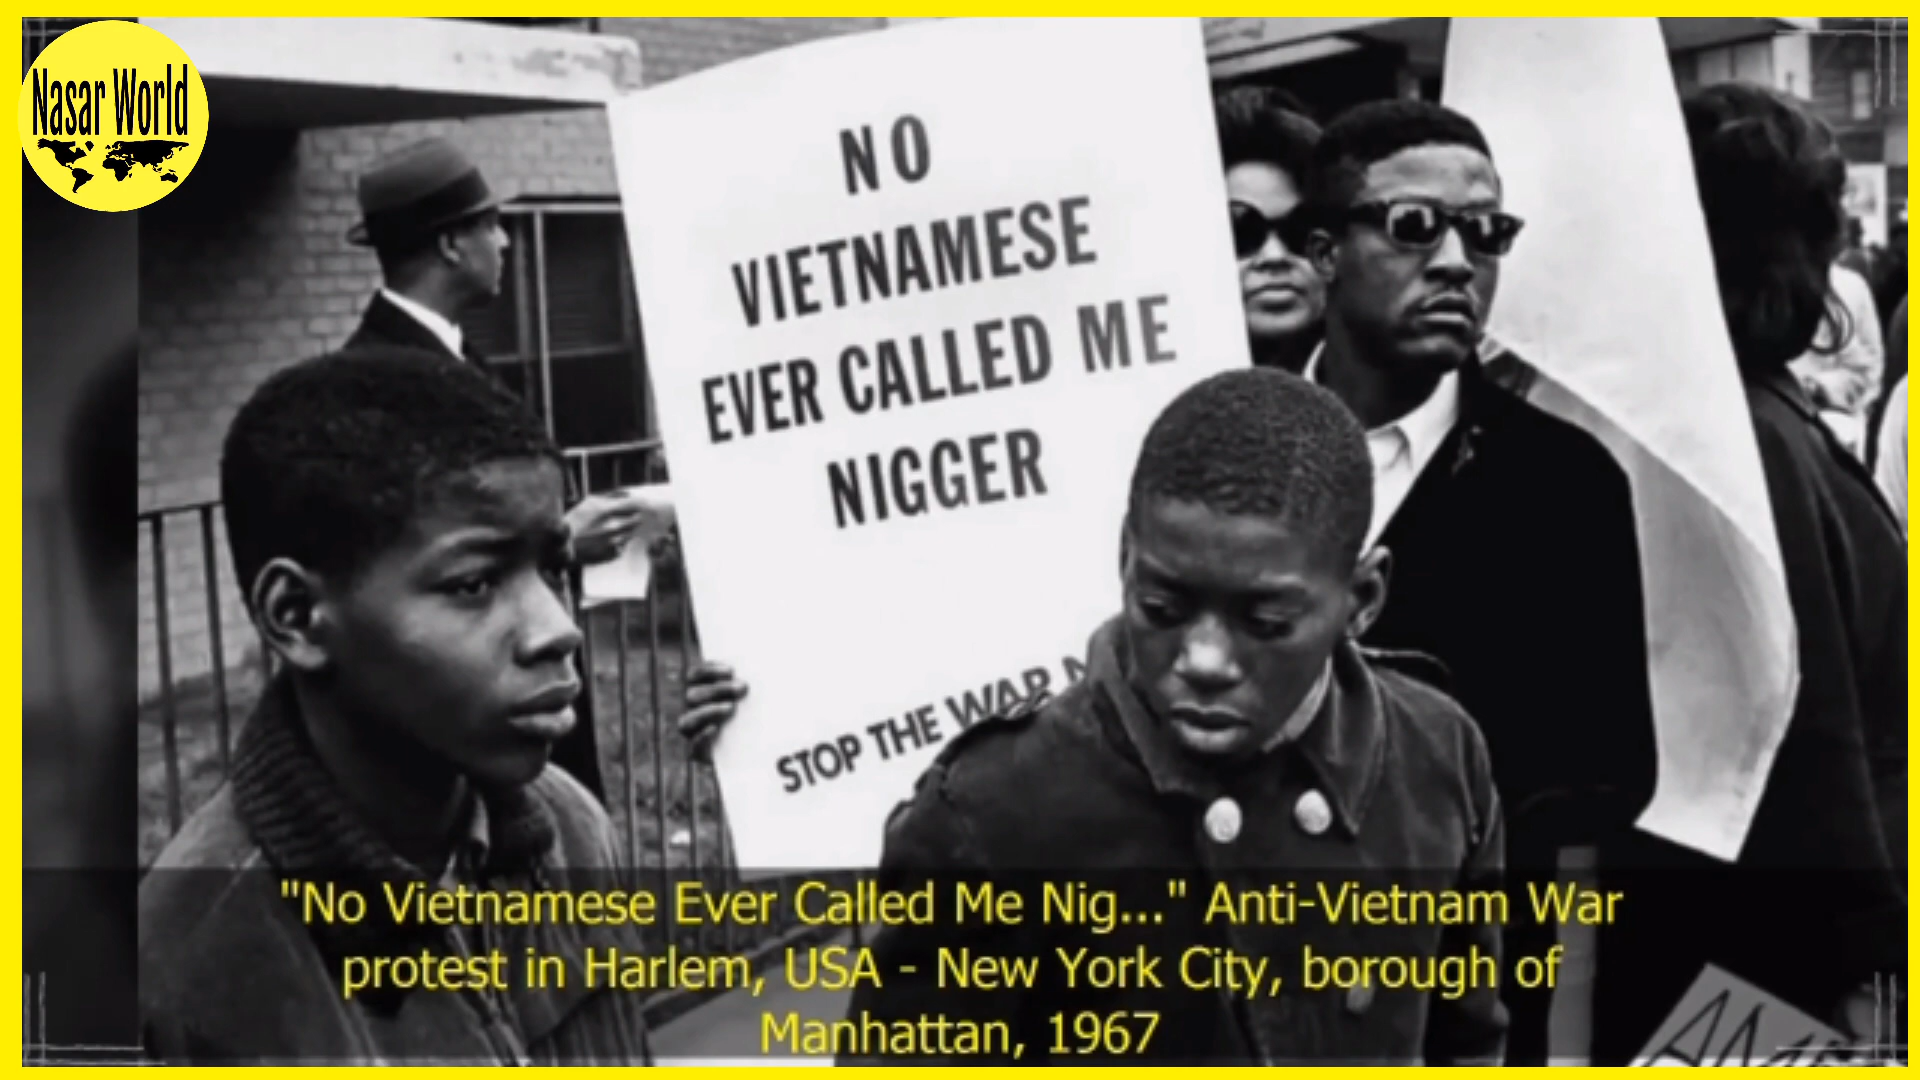 Nasar World
NO
VIETNAMESE
EVER CALLED ME
NIGGER
STOP THE WAR
"No Vietnamese Ever Called Me Nig..." Anti-Vietnam War
protest in Harlem, USA - New York City, borough of
Manhattan, 1967